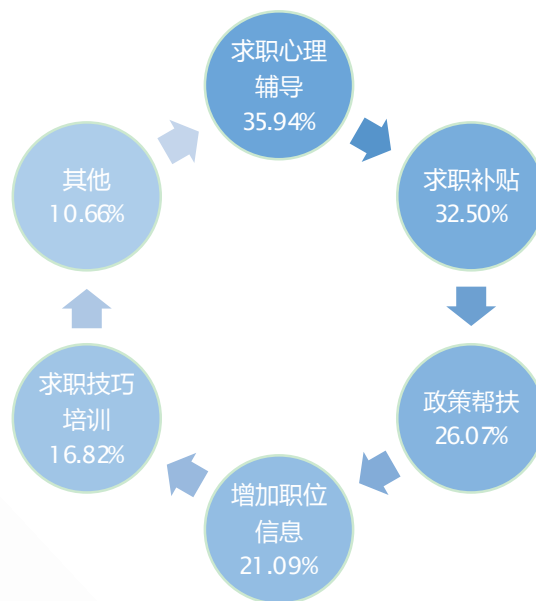 求职心理
辅导
35.94%
求职补贴
32.50%
政策帮扶
26.07%
增加职位
信息
21.09%
求职技巧
培训
16.82%
其他
10.66%